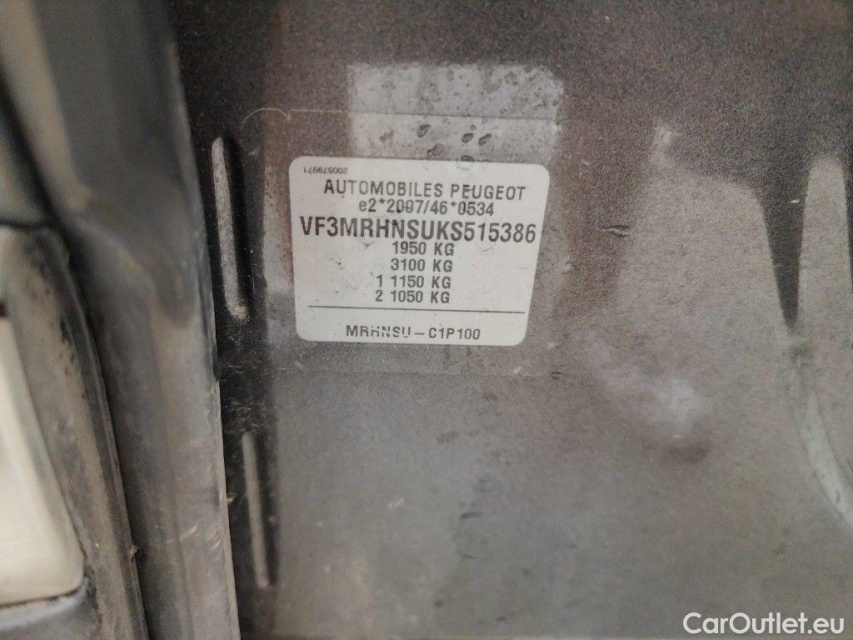 200579971
AUTOMOBILES PEUGEOT
e2*2007/46*0534
VF3MRHNSUKS515386
1950 KG
3100 KG
1 1150 KG
2 1050 KG
MRHNSU-C1P100
CarOutlet.eu